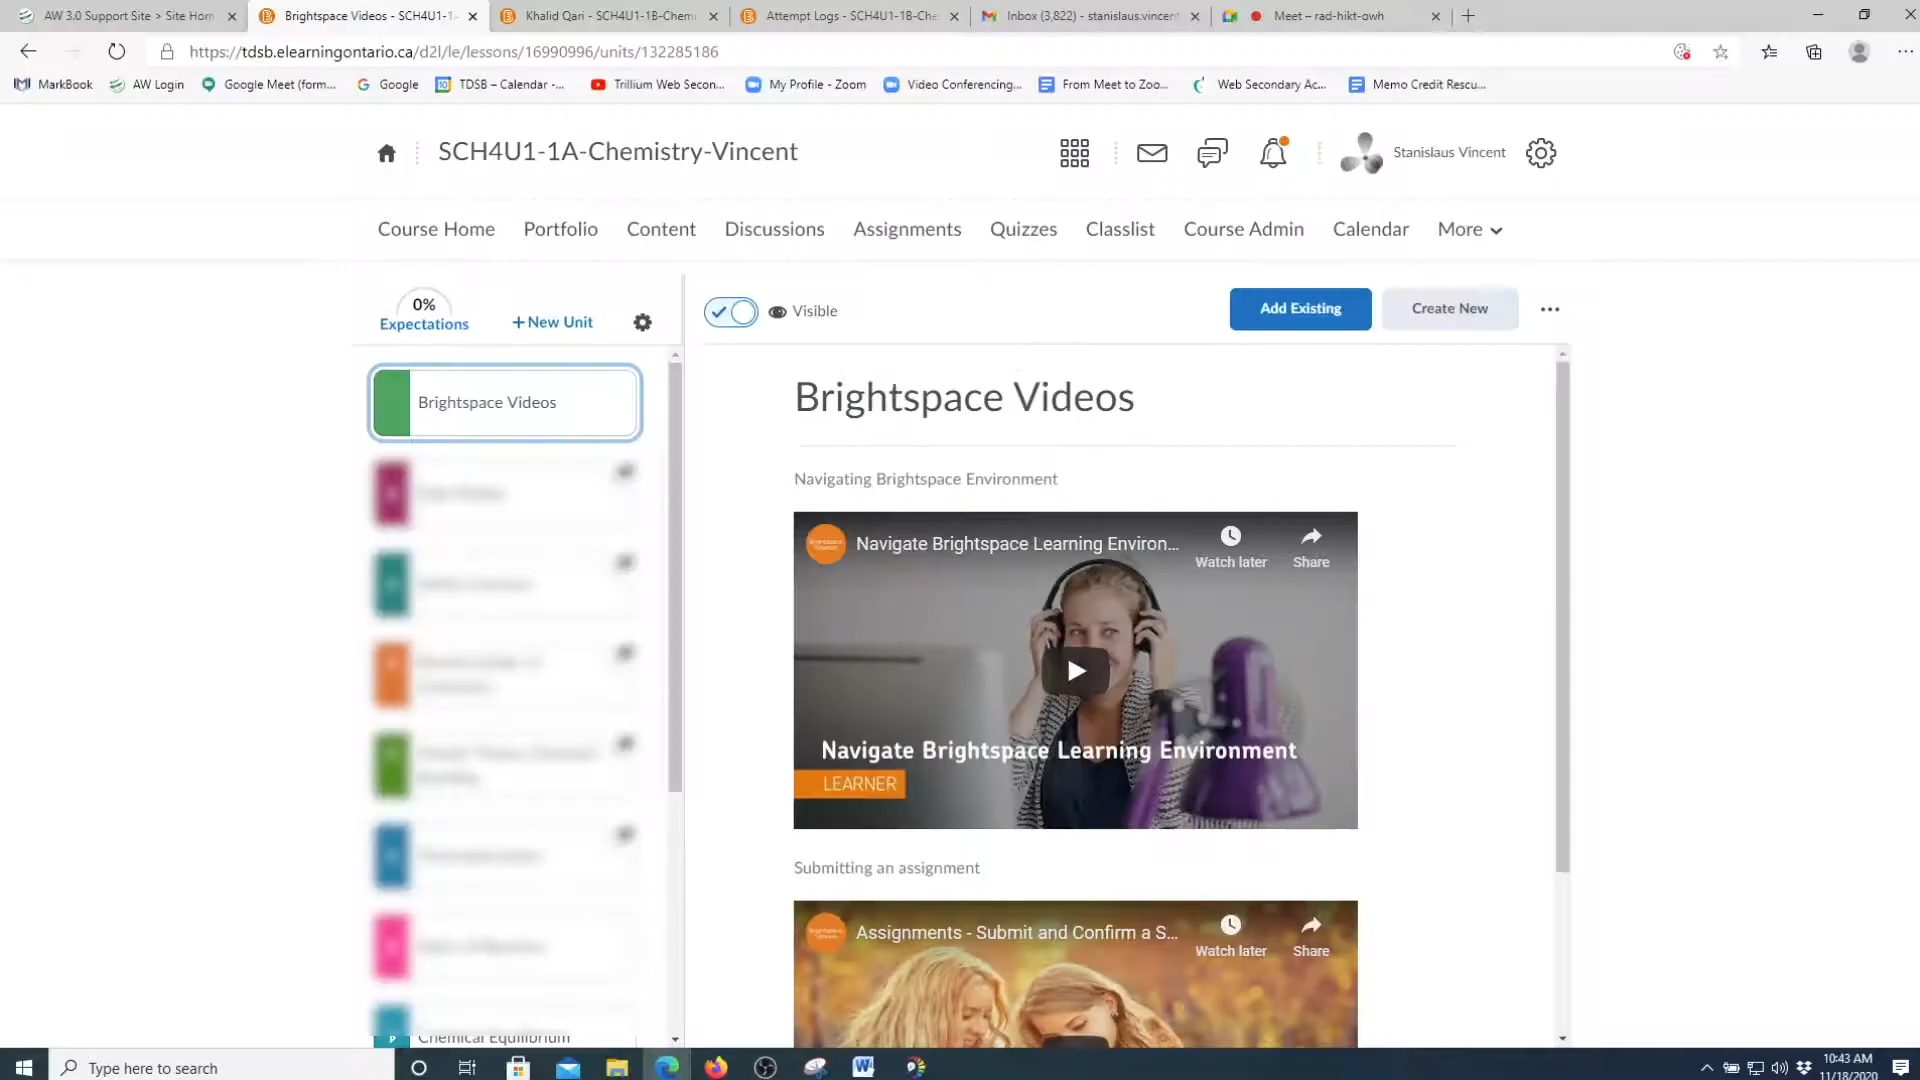 AW 3.0 Support Site > Site Hom
Brightspace Videos - SCH4U1-1A
Khalid Qari - SCH4U1-1B-Chemi
Attempt Logs - SCH4U1-1B-Che
Inbox (3,822) - stanislaus.vincent
Meet – rad-hikt-owh
https://tdsb.elearningontario.ca/d2l/le/lessons/16990996/units/132285186
MarkBook
AW Login
Google Meet (form...
Google
TDSB – Calendar -...
Trillium Web Secon...
My Profile - Zoom
Video Conferencing...
From Meet to Zoo...
Web Secondary Ac...
Memo Credit Rescu...
SCH4U1-1A-Chemistry-Vincent
Stanislaus Vincent
Course Home
Portfolio
Content
Discussions
Assignments
Quizzes
Classlist
Course Admin
Calendar
More
0%
Expectations
+ New Unit
Visible
Add Existing
Create New
Brightspace Videos
Chemical Equilibrium
Brightspace Videos
Navigating Brightspace Environment
Navigate Brightspace Learning Environ...
Watch later
Share
Navigate Brightspace Learning Environment
LEARNER
Submitting an assignment
Assignments - Submit and Confirm a S...
Watch later
Share
Type here to search
10:43 AM
11/18/2020